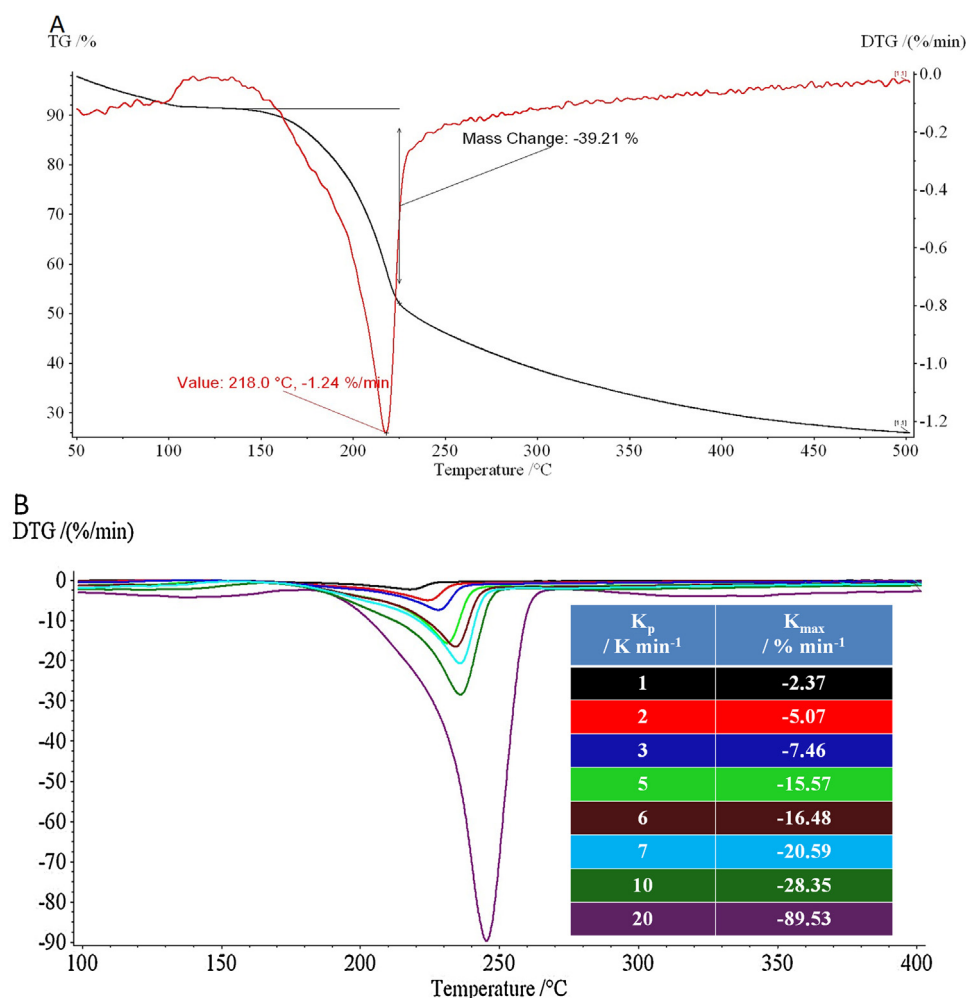 A
TG /%
DTG /(%/min)
0.0
90
-0.2
Mass Change: -39.21 %
80
-0.4
70
-0.6
60
50
-0.8
40
-1.0
Value: 218.0 °C, -1.24 %/min
30
-1.2
50 100 150 200 250 300 350 400 450 500
Temperature /°C
B
DTG /(%/min)
0
-10
-20
-30
-40
-50
-60
-70
-80
-90
Kp / K min-1 Kmax / % min-1
1 -2.37
2 -5.07
3 -7.46
5 -15.57
6 -16.48
7 -20.59
10 -28.35
20 -89.53
100 150 200 250 300 350 400
Temperature /°C